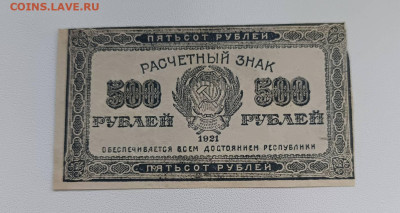 COINS.LAVE.RU
ПЯТЬСОТ РУБЛЕЙ
РАСЧЕТНЫЙ ЗНАК
500 500
РУБЛЕЙ РУБЛЕЙ
1921
ОБЕСПЕЧИВАЕТСЯ ВСЕМ ДОСТОЯНИЕМ РЕСПУБЛИКИ
ПЯТЬСОТ РУБЛЕЙ